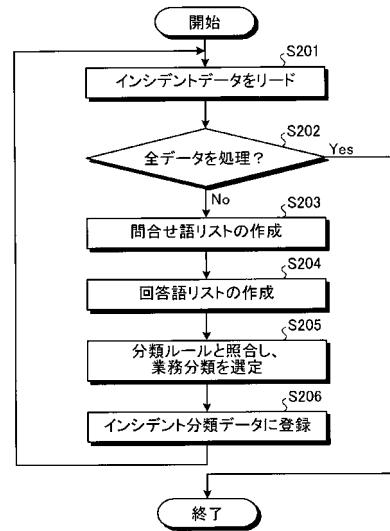 開始
S201
インシデントデータをリード
S202
全データを処理？
Yes
No
S203
問合せ語リストの作成
S204
回答語リストの作成
S205
分類ルールと照合し、
業務分類を選定
S206
インシデント分類データに登録
終了